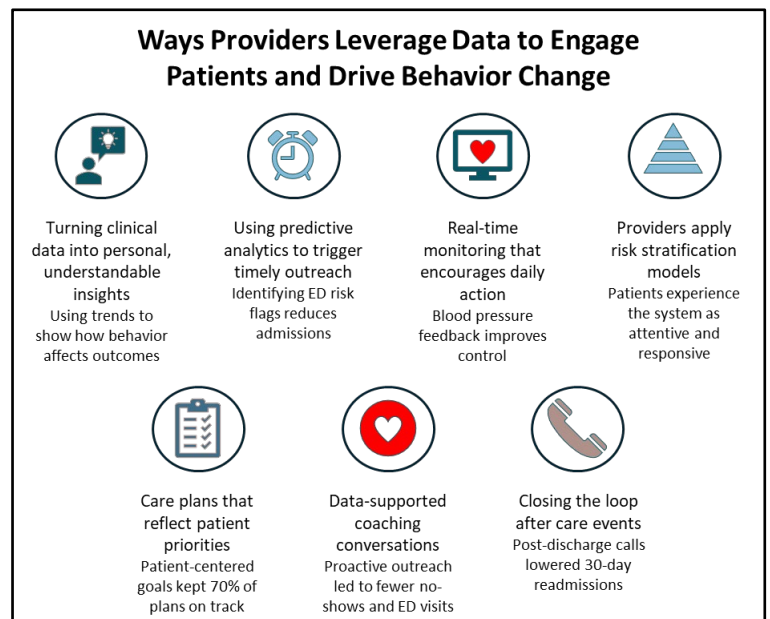 Ways Providers Leverage Data to Engage
Patients and Drive Behavior Change
Turning clinical
data into personal,
understandable
insights
Using trends to
show how behavior
affects outcomes
Using predictive
analytics to trigger
timely outreach
Identifying ED risk
flags reduces
admissions
Real-time
monitoring that
encourages daily
action
Blood pressure
feedback improves
control
Providers apply
risk stratification
models
Patients experience
the system as
attentive and
responsive
Care plans that
reflect patient
priorities
Patient-centered
goals kept 70% of
plans on track
Data-supported
coaching
conversations
Proactive outreach
led to fewer no-
shows and ED visits
Closing the loop
after care events
Post-discharge calls
lowered 30-day
readmissions